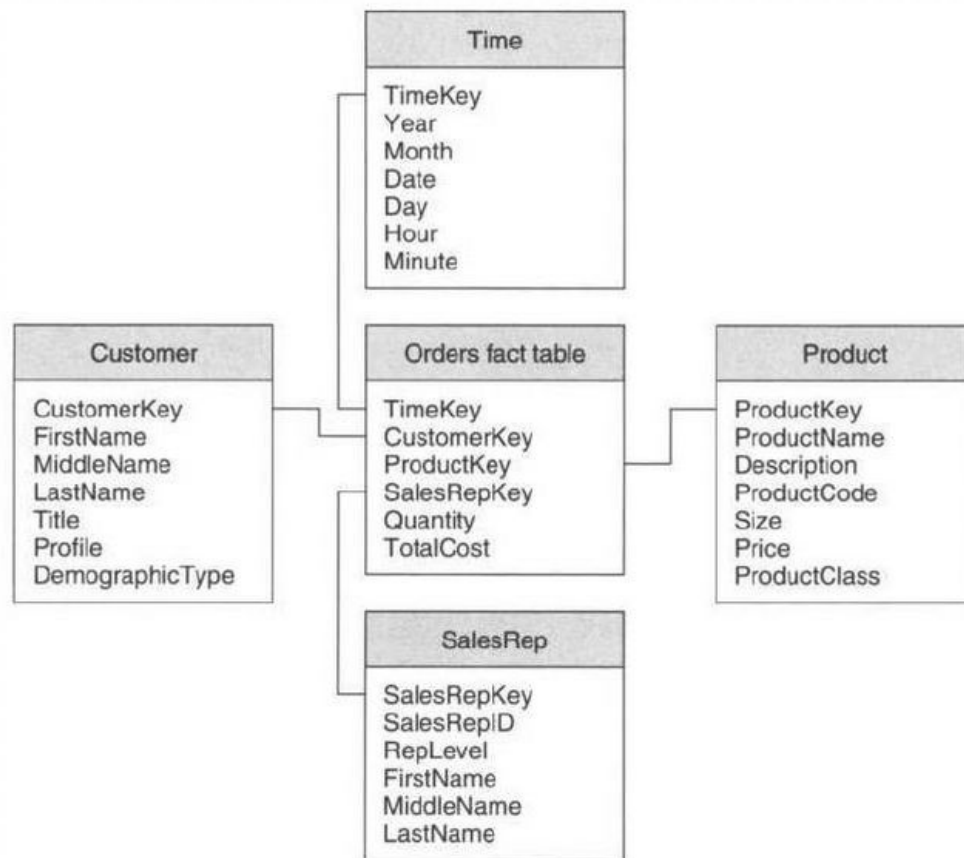 Time
TimeKey
Year
Month
Date
Day
Hour
Minute
Customer
CustomerKey
FirstName
MiddleName
LastName
Title
Profile
DemographicType
Orders fact table
TimeKey
CustomerKey
ProductKey
SalesRepKey
Quantity
TotalCost
Product
ProductKey
ProductName
Description
ProductCode
Size
Price
ProductClass
SalesRep
SalesRepKey
SalesRepID
RepLevel
FirstName
MiddleName
LastName